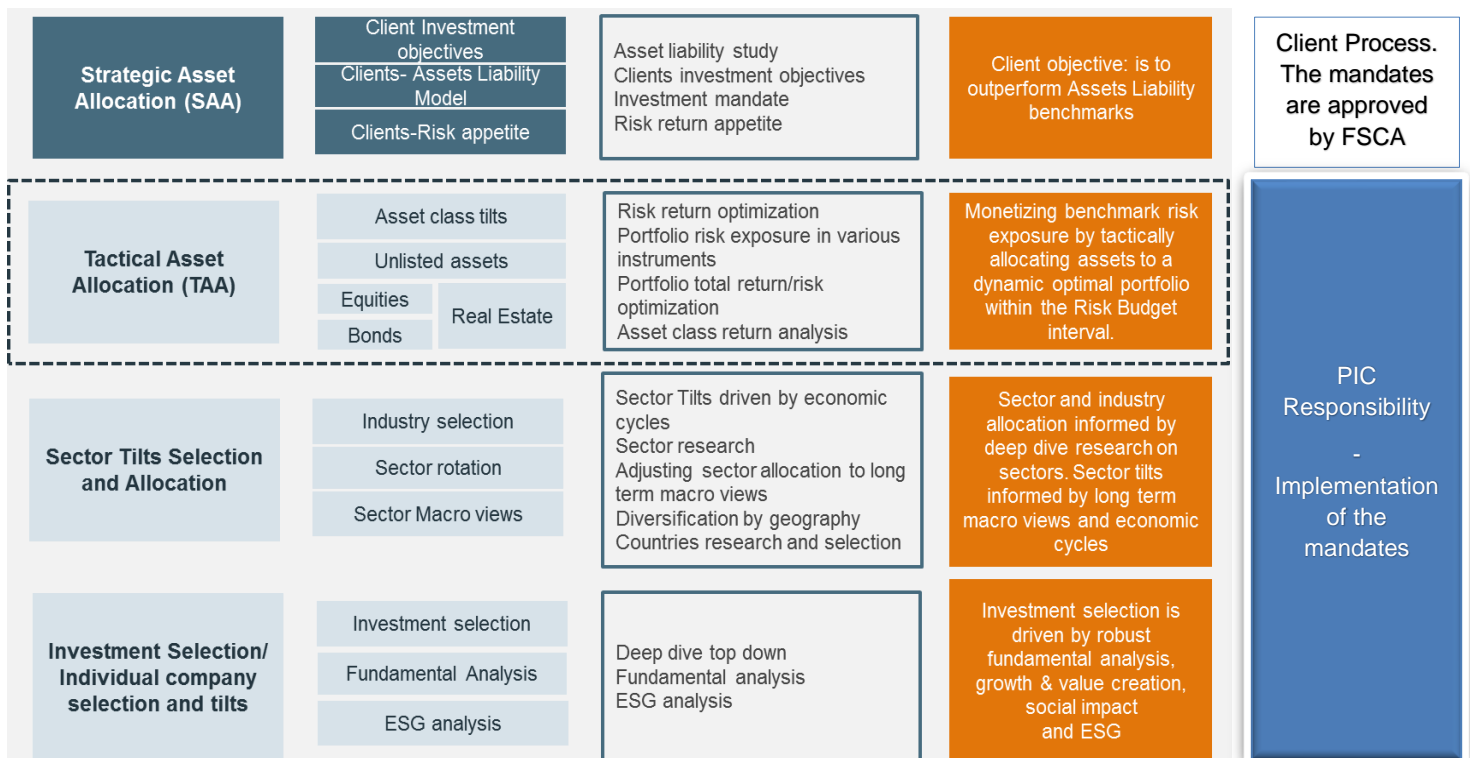 Strategic Asset
Allocation (SAA)
Client Investment
objectives
Clients- Assets Liability
Model
Clients-Risk appetite
Asset liability study
Clients investment objectives
Investment mandate
Risk return appetite
Client objective: is to
outperform Assets Liability
benchmarks
Client Process.
The mandates
are approved
by FSCA
Tactical Asset
Allocation (TAA)
Asset class tilts
Unlisted assets
Equities
Bonds
Real Estate
Risk return optimization
Portfolio risk exposure in various
instruments
Portfolio total return/risk
optimization
Asset class return analysis
Monetizing benchmark risk
exposure by tactically
allocating assets to a
dynamic optimal portfolio
within the Risk Budget
interval.
Sector Tilts Selection
and Allocation
Industry selection
Sector rotation
Sector Macro views
Sector Tilts driven by economic
cycles
Sector research
Adjusting sector allocation to long
term macro views
Diversification by geography
Countries research and selection
Sector and industry
allocation informed by
deep dive research on
sectors. Sector tilts
informed by long term
macro views and economic
cycles
PIC
Responsibility
-
Implementation
of the
mandates
Investment Selection/
Individual company
selection and tilts
Investment selection
Fundamental Analysis
ESG analysis
Deep dive top down
Fundamental analysis
ESG analysis
Investment selection is
driven by robust
fundamental analysis,
growth & value creation,
social impact
and ESG